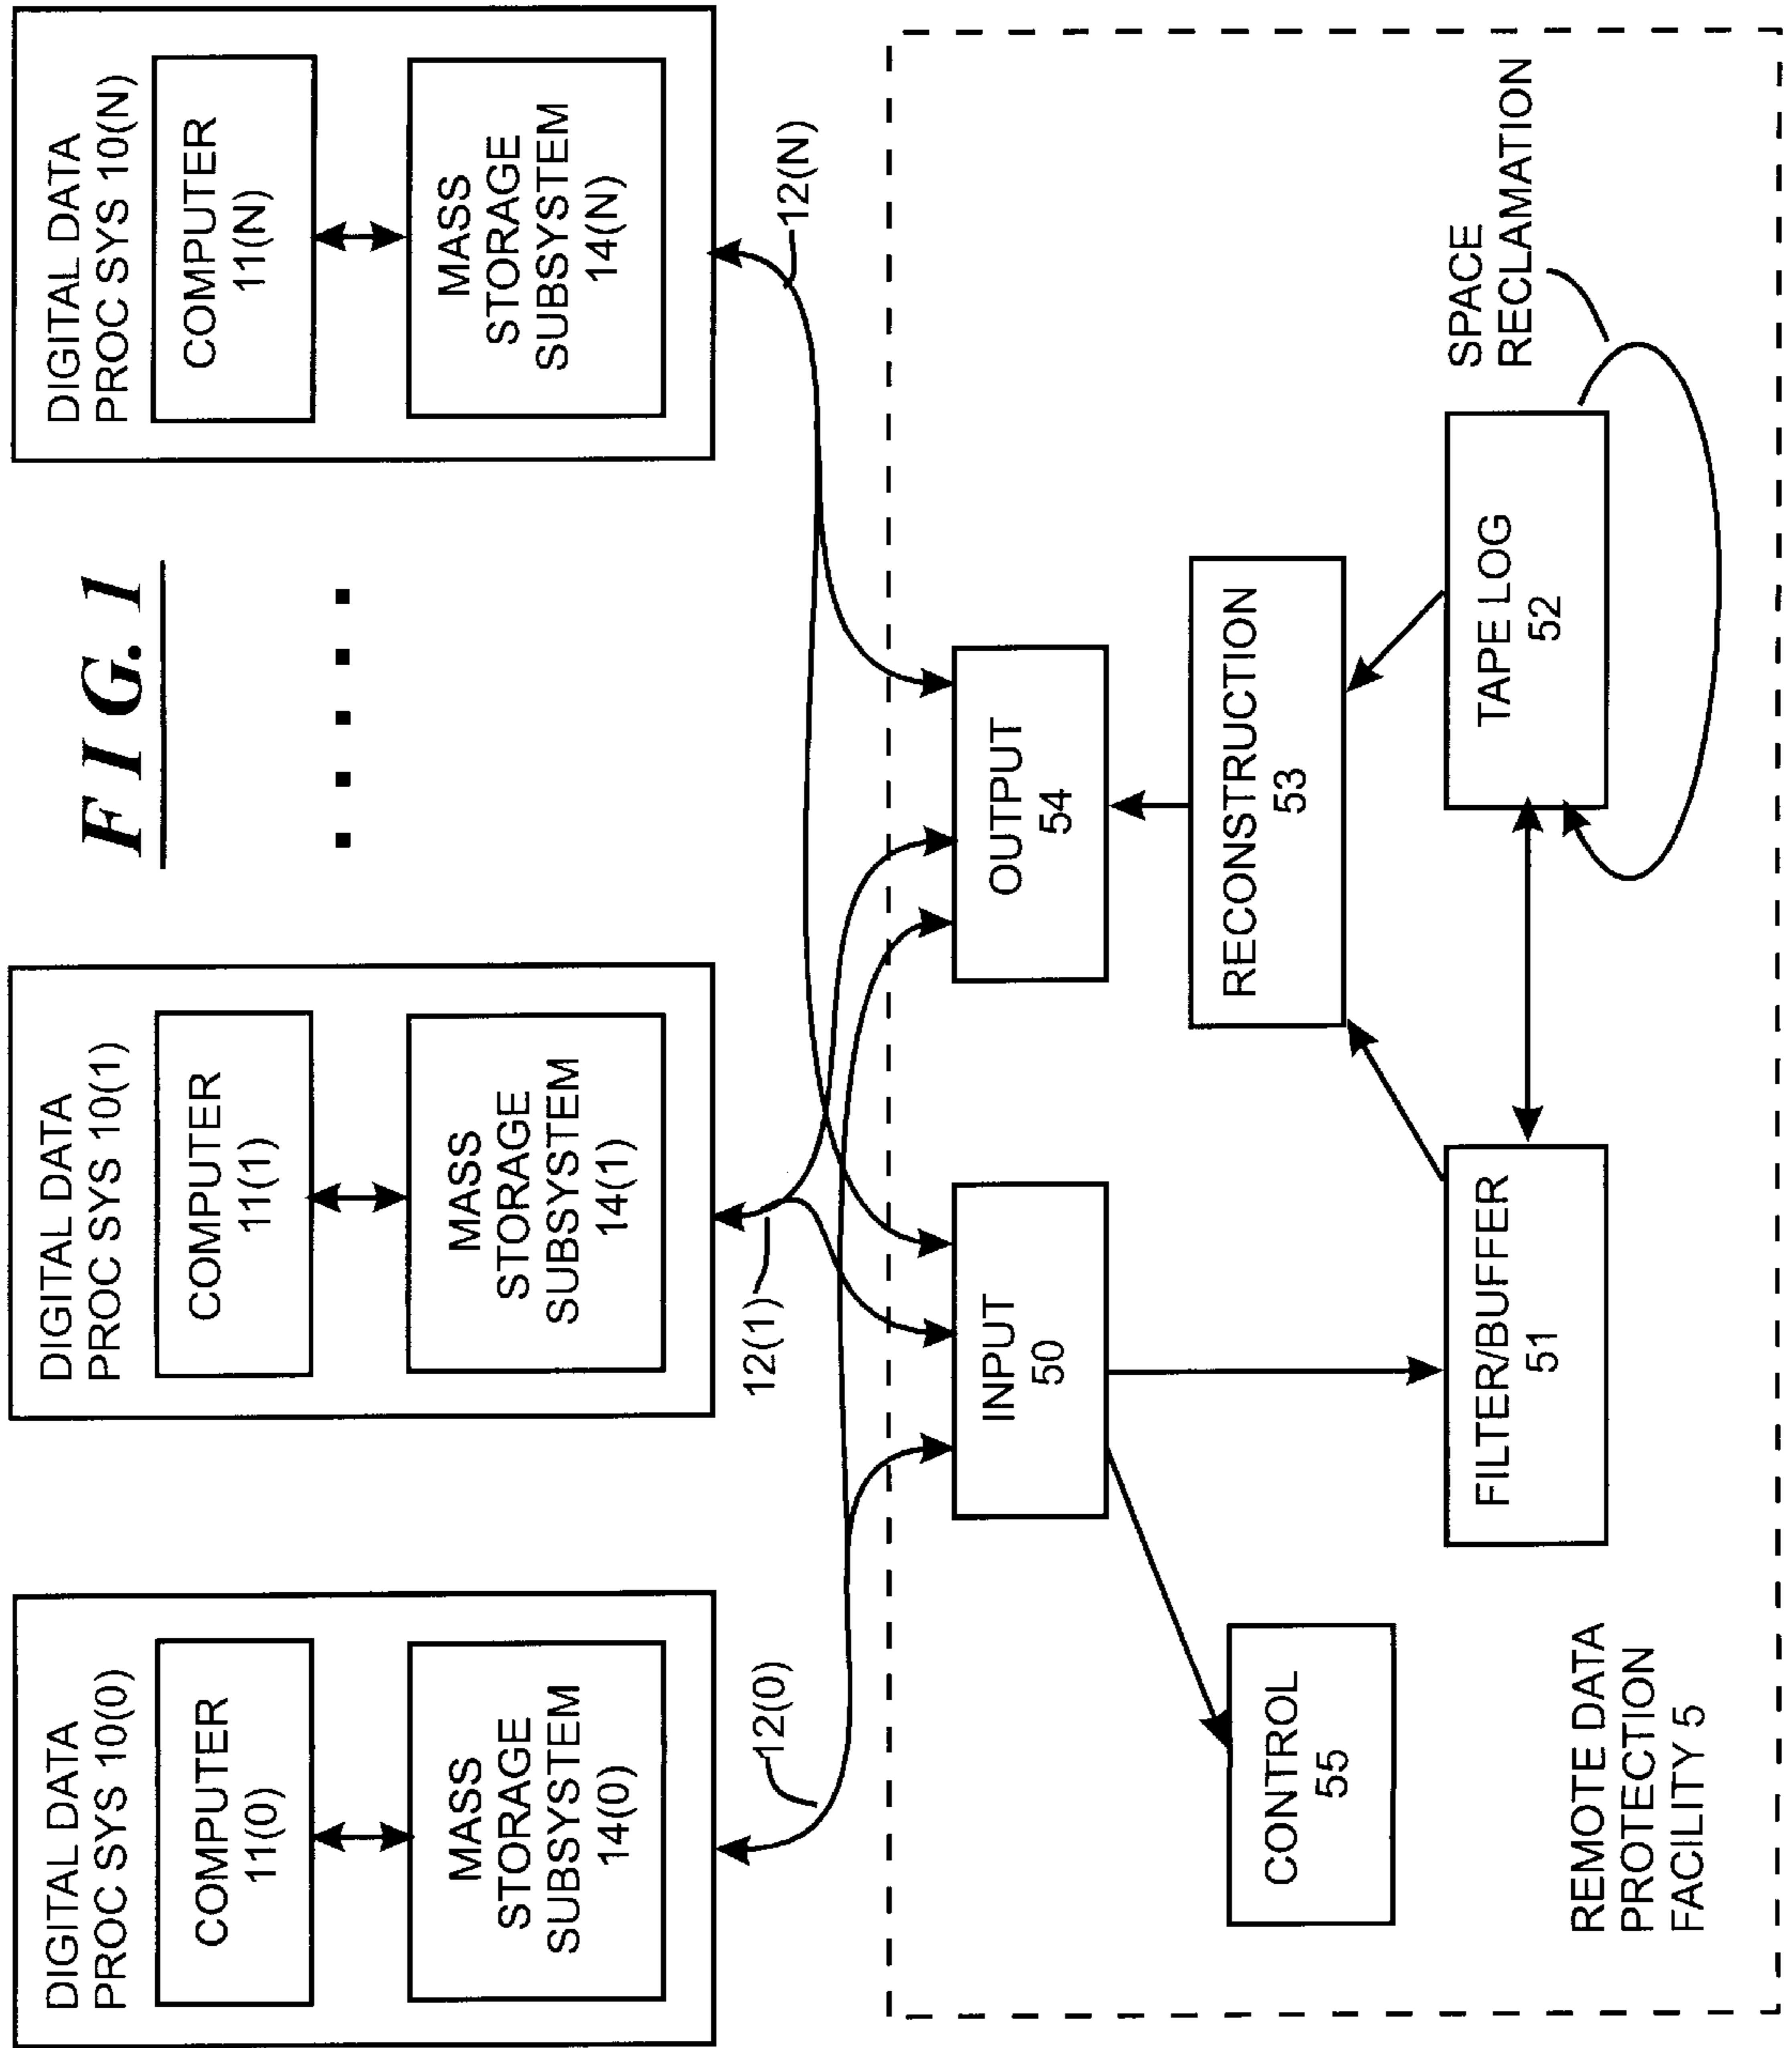 FIG. 1
DIGITAL DATA
PROC SYS 10(0)
COMPUTER
11(0)
MASS
STORAGE
SUBSYSTEM
14(0)
DIGITAL DATA
PROC SYS 10(1)
COMPUTER
11(1)
MASS
STORAGE
SUBSYSTEM
14(1)
.....
DIGITAL DATA
PROC SYS 10(N)
COMPUTER
11(N)
MASS
STORAGE
SUBSYSTEM
14(N)
12(0)
12(1)
12(N)
INPUT
50
OUTPUT
54
CONTROL
55
RECONSTRUCTION
53
FILTER/BUFFER
51
TAPE LOG
52
SPACE
RECLAMATION
REMOTE DATA
PROTECTION
FACILITY 5